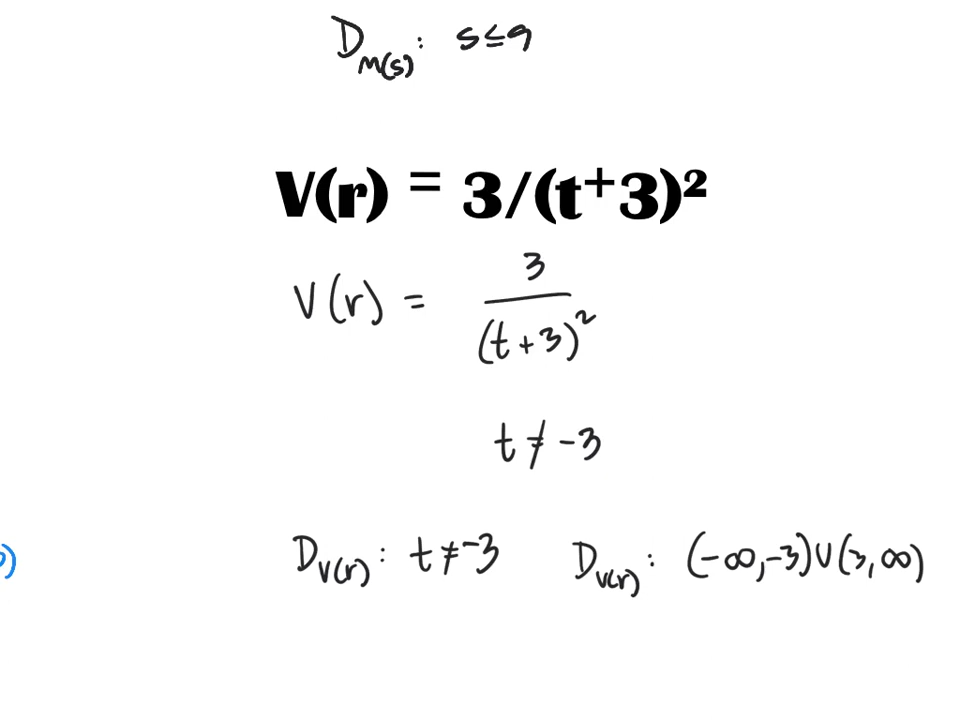 D_M(s): s≤9
V(r) = 3/(t+3)²
V(r) = 3/(t+3)²
t ≠ -3
)
D_V(r): t ≠ -3 D_V(r): (-∞,-3)∪(3,∞)